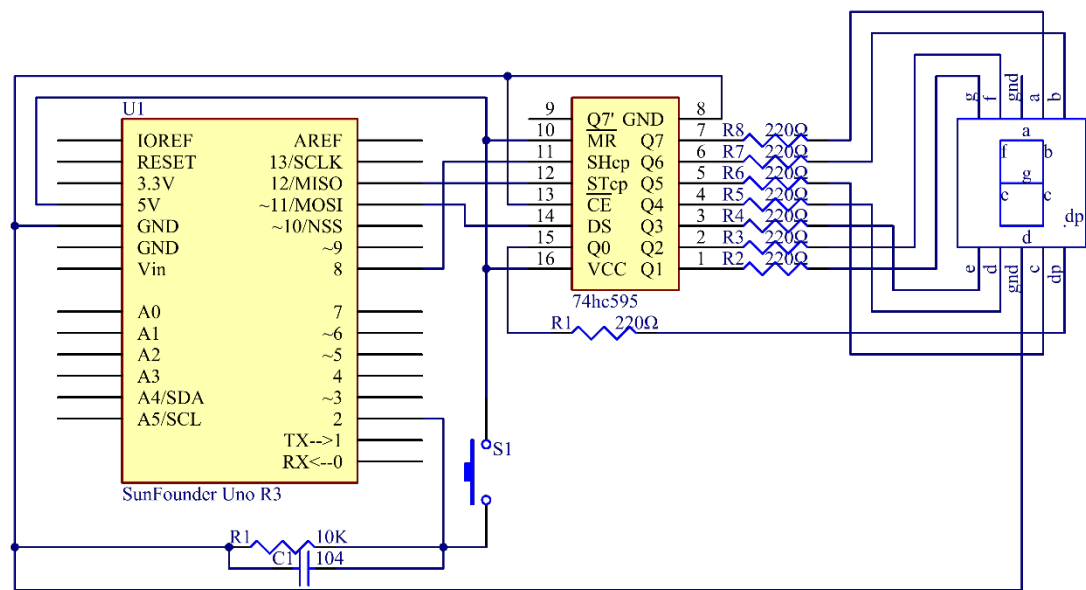 U1
IOREF AREF
RESET 13/SCLK
3.3V 12/MISO
5V ~11/MOSI
GND ~10/NSS
GND ~9
Vin 8
A0 7
A1 ~6
A2 ~5
A3 4
A4/SDA ~3
A5/SCL 2
TX-->1
RX<--0
SunFounder Uno R3
9 Q7' GND 8
10 MR Q7 7 R8 220Ω
11 SHcp Q6 6 R7 220Ω
12 STcp Q5 5 R6 220Ω
13 CE Q4 4 R5 220Ω
14 DS Q3 3 R4 220Ω
15 Q0 Q2 2 R3 220Ω
16 VCC Q1 1 R2 220Ω
74hc595
R1 220Ω
g f gnd a b
a
f b
g
c c
dp
d
e d gnd c dp
S1
R1 10K
C1 104